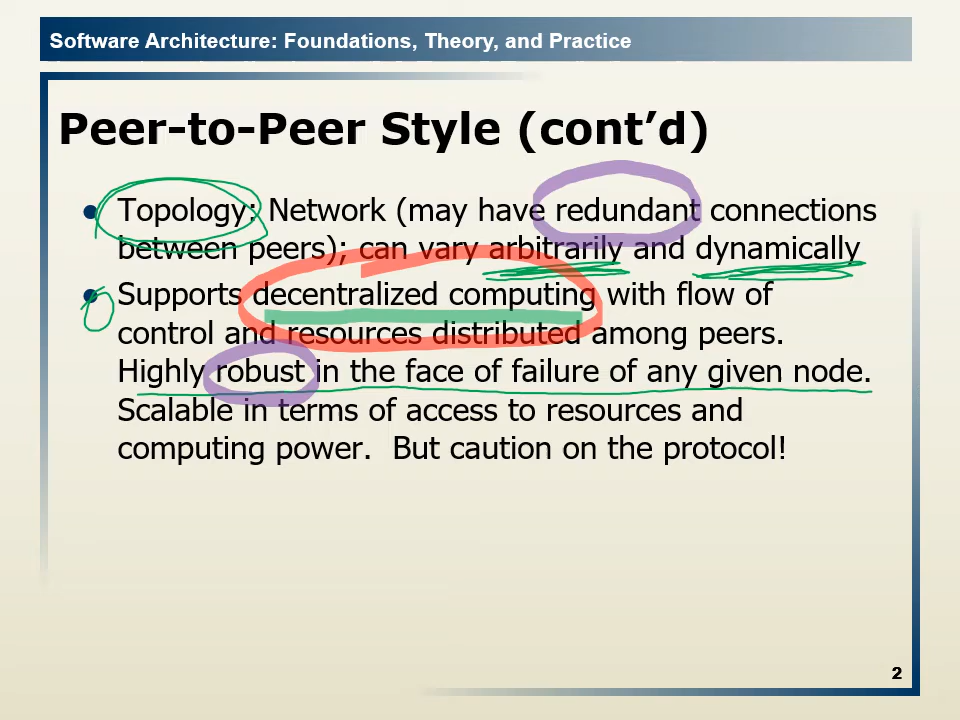 Software Architecture: Foundations, Theory, and Practice
Peer-to-Peer Style (cont’d)
Topology: Network (may have redundant connections
between peers); can vary arbitrarily and dynamically
Supports decentralized computing with flow of
control and resources distributed among peers.
Highly robust in the face of failure of any given node.
Scalable in terms of access to resources and
computing power. But caution on the protocol!
2